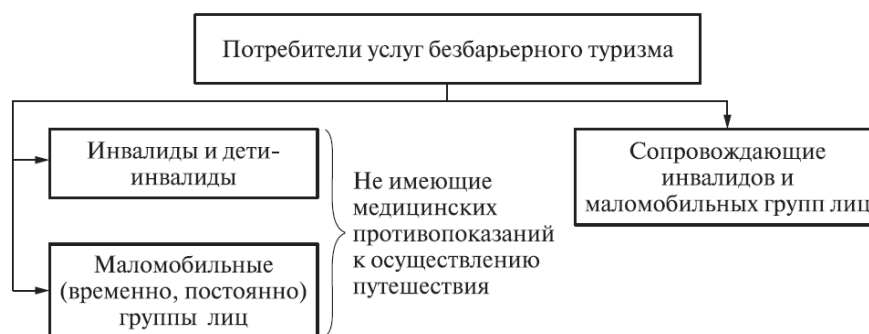 Потребители услуг безбарьерного туризма
Инвалиды и дети-
инвалиды
Маломобильные
(временно, постоянно)
группы лиц
Не имеющие
медицинских
противопоказаний
к осуществлению
путешествия
Сопровождающие
инвалидов и
маломобильных групп лиц